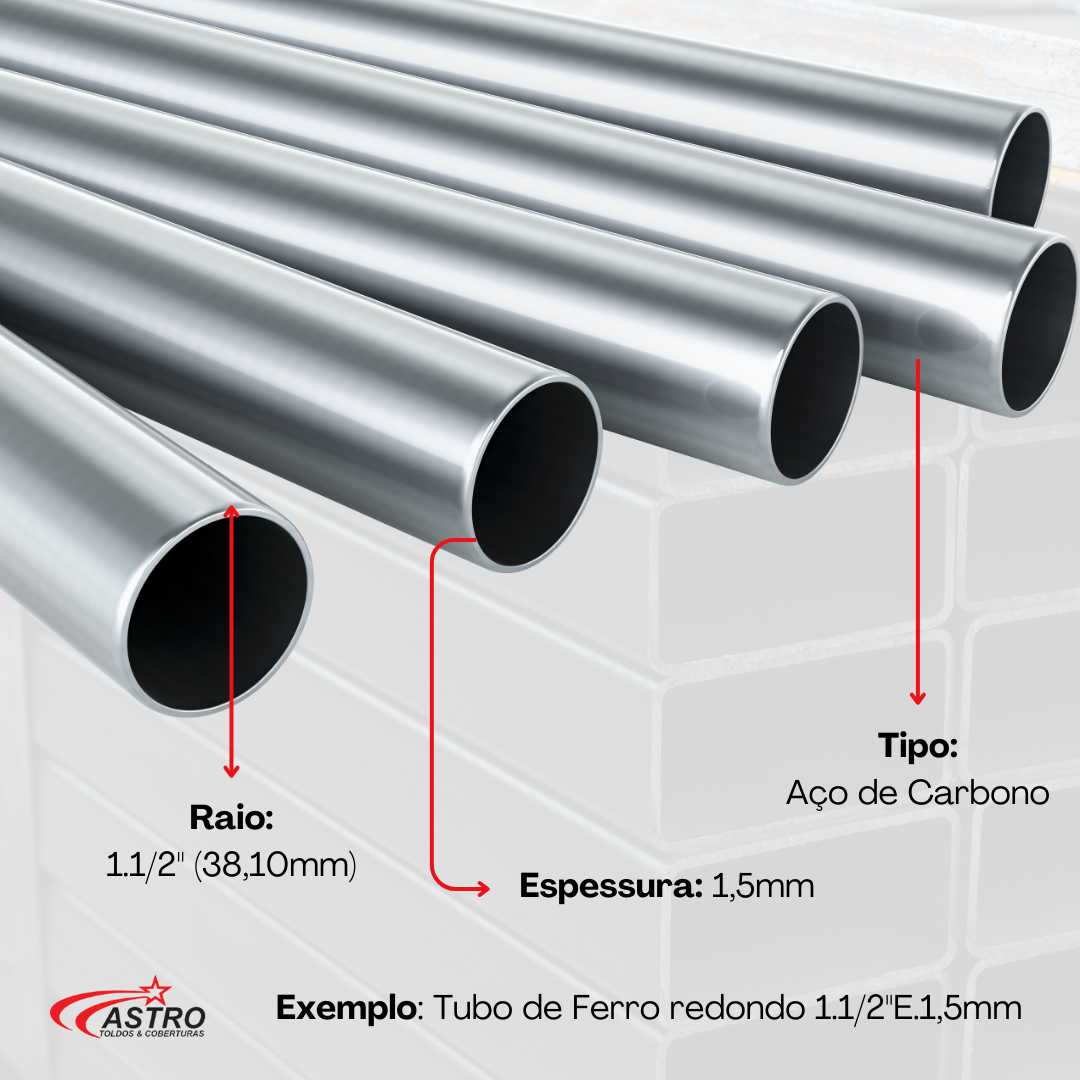 Tipo:
Aço de Carbono
Raio:
1.1/2" (38,10mm)
Espessura: 1,5mm
ASTRO
TOLDOS & COBERTURAS
Exemplo: Tubo de Ferro redondo 1.1/2"E.1,5mm